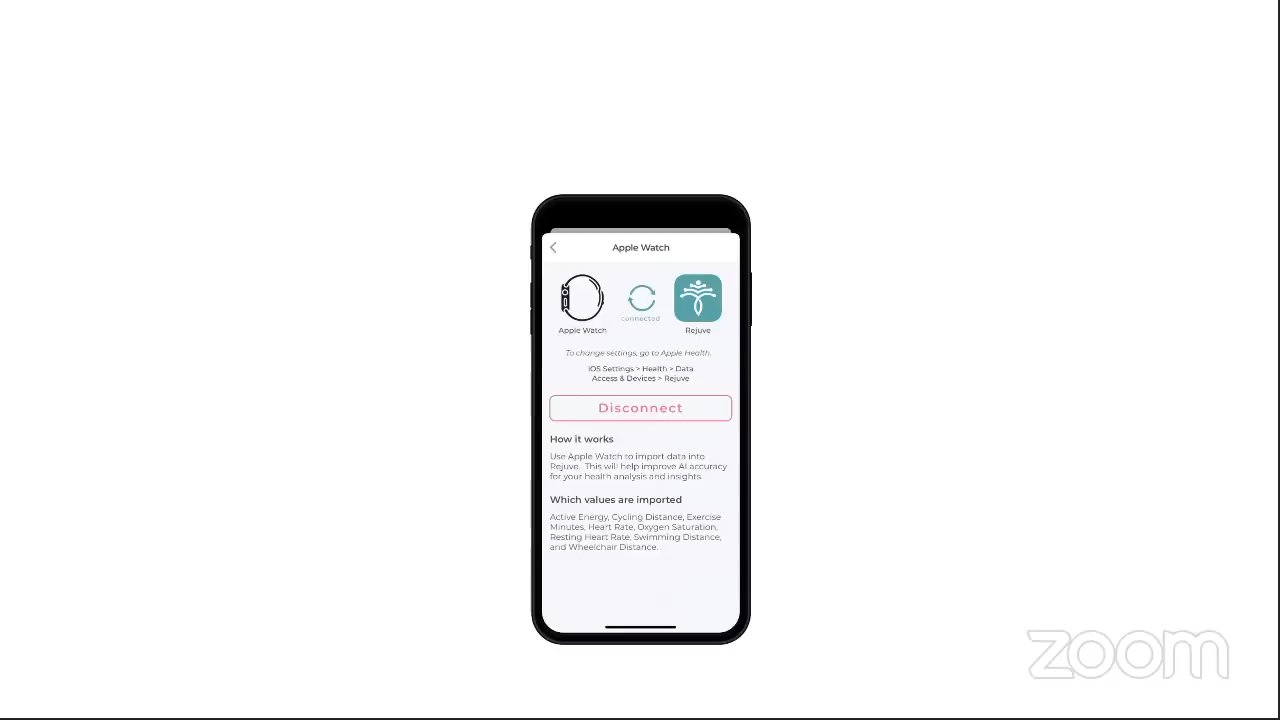 Apple Watch
connected
Apple Watch
Rejuve
To change settings, go to Apple Health.
iOS Settings > Health > Data
Access & Devices > Rejuve
Disconnect
How it works
Use Apple Watch to import data into
Rejuve. This will help improve AI accuracy
for your health analysis and insights.
Which values are imported
Active Energy, Cycling Distance, Exercise
Minutes, Heart Rate, Oxygen Saturation,
Resting Heart Rate, Swimming Distance,
and Wheelchair Distance.
zoom